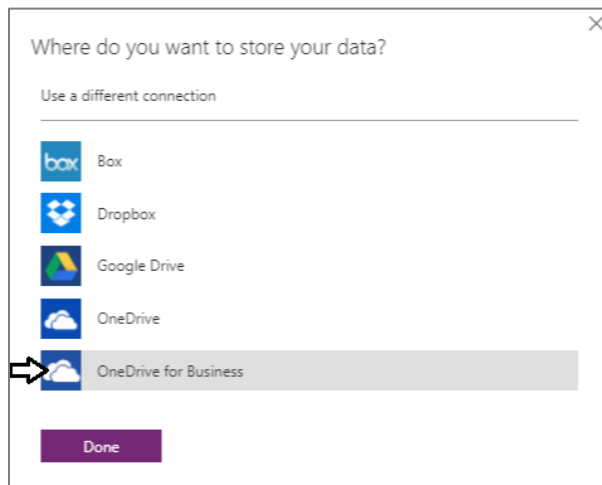 Where do you want to store your data?
Use a different connection
box Box
Dropbox
Google Drive
OneDrive
OneDrive for Business
Done